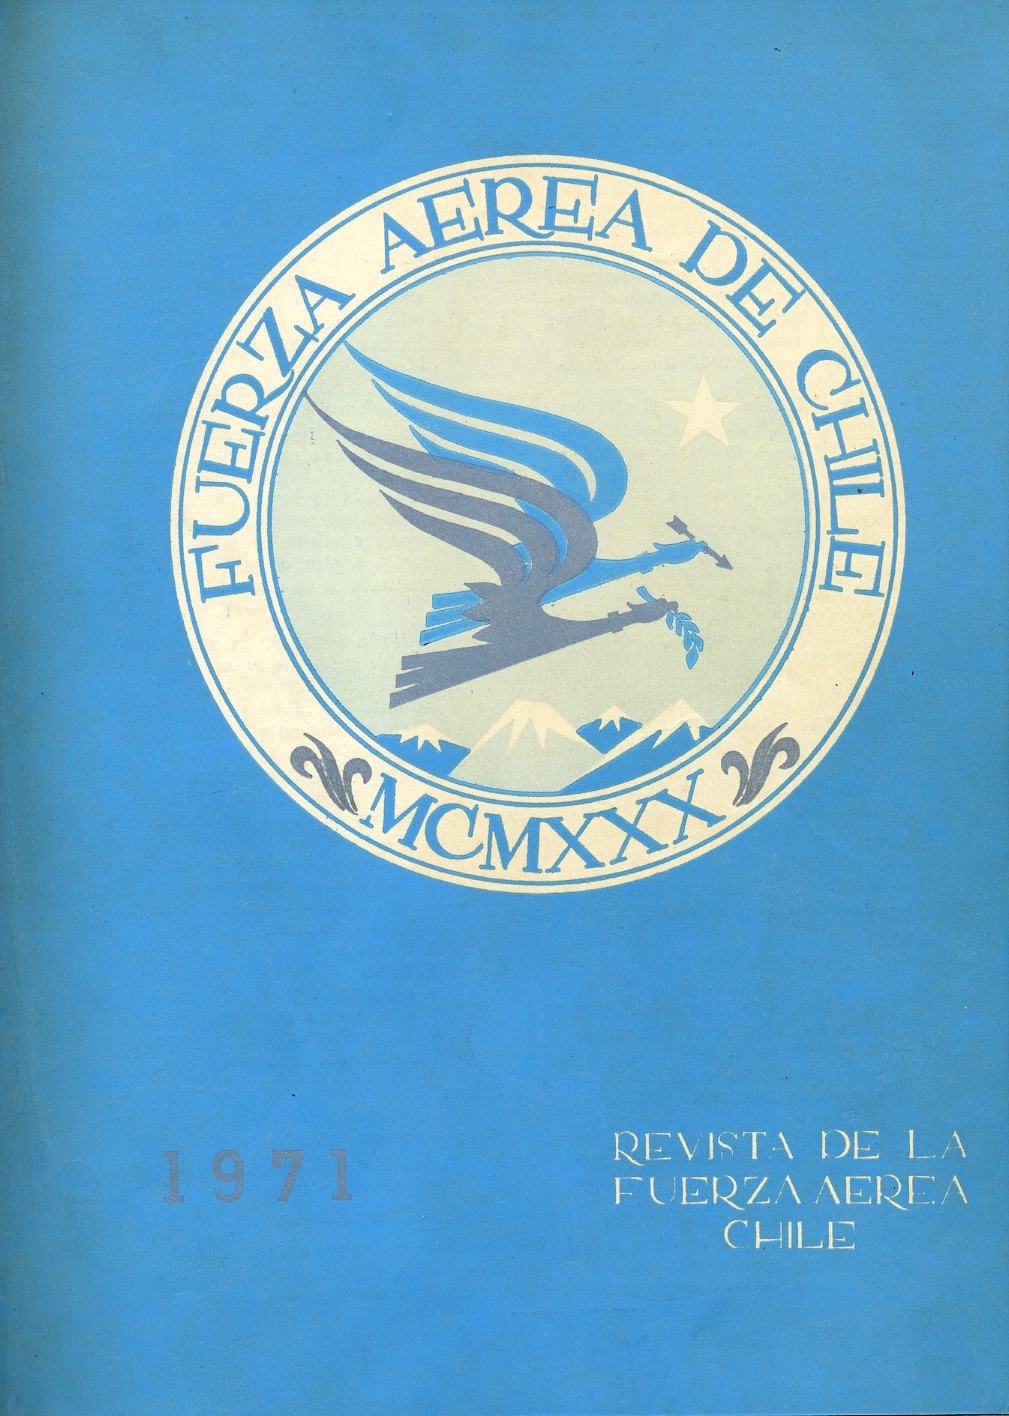 FUERZA AEREA DE CHILE
MCMXXX
1971
REVISTA DE LA
FUERZA AEREA
CHILE